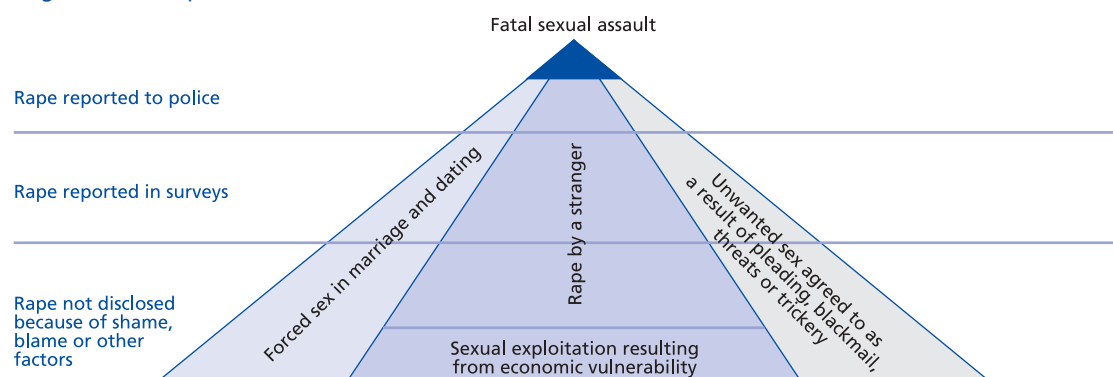 Fatal sexual assault
Rape reported to police
Rape reported in surveys
Rape not disclosed
because of shame,
blame or other
factors
Forced sex in marriage and dating
Rape by a stranger
Unwanted sex agreed to as
a result of pleading, blackmail,
threats or trickery
Sexual exploitation resulting
from economic vulnerability